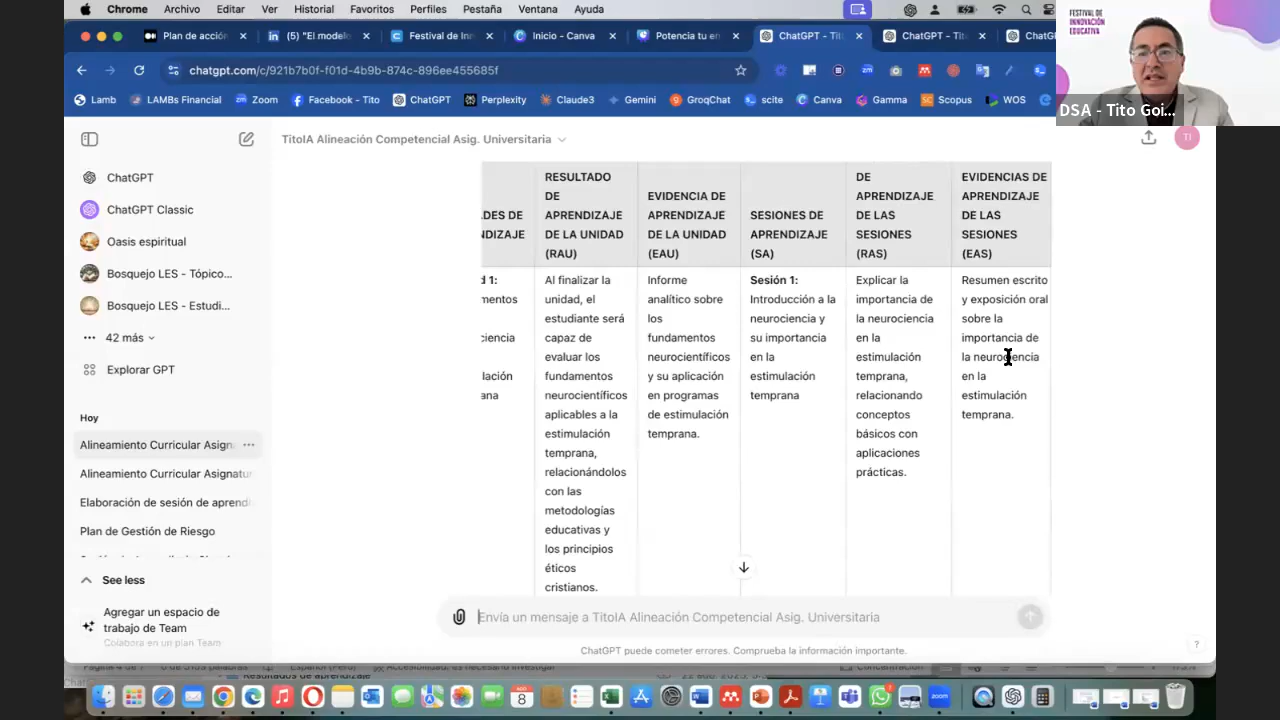 Chrome Archivo Editar Ver Historial Favoritos Perfiles Pestaña Ventana Ayuda
FESTIVAL DE
INNOVACIÓN
EDUCATIVA
Plan de acción
(5) "El modelo
Festival de Inn
Inicio - Canva
Potencia tu en
ChatGPT - Tit
ChatGPT - Tit
ChatG
chatgpt.com/c/921b7b0f-f01d-4b9b-874c-896ee455685f
Lamb LAMBs Financial Zoom Facebook - Tito ChatGPT Perplexity Claude3 Gemini GroqChat scite Canva Gamma Scopus WOS
DSA - Tito Goi...
TitoIA Alineación Competencial Asig. Universitaria
TI
ChatGPT
ChatGPT Classic
Oasis espiritual
Bosquejo LES - Tópico...
Bosquejo LES - Estudi...
42 más
Explorar GPT
Hoy
Alineamiento Curricular Asign
Alineamiento Curricular Asignatur
Elaboración de sesión de aprendi
Plan de Gestión de Riesgo
See less
Agregar un espacio de
trabajo de Team
Colabora en un plan Team
DES DE
NDIZAJE
RESULTADO
DE
APRENDIZAJE
DE LA UNIDAD
(RAU)
EVIDENCIA DE
APRENDIZAJE
DE LA UNIDAD
(EAU)
SESIONES DE
APRENDIZAJE
(SA)
DE
APRENDIZAJE
DE LAS
SESIONES
(RAS)
EVIDENCIAS DE
APRENDIZAJE
DE LAS
SESIONES
(EAS)
d 1:
mentos
ciencia
lación
ana
Al finalizar la
unidad, el
estudiante será
capaz de
evaluar los
fundamentos
neurocientíficos
aplicables a la
estimulación
temprana,
relacionándolos
con las
metodologías
educativas y
los principios
éticos
cristianos.
Informe
analítico sobre
los
fundamentos
neurocientíficos
y su aplicación
en programas
de estimulación
temprana.
Sesión 1:
Introducción a la
neurociencia y
su importancia
en la
estimulación
temprana
Explicar la
importancia de
la neurociencia
en la
estimulación
temprana,
relacionando
conceptos
básicos con
aplicaciones
prácticas.
Resumen escrito
y exposición oral
sobre la
importancia de
la neurociencia
en la
estimulación
temprana.
Envía un mensaje a TitoIA Alineación Competencial Asig. Universitaria
ChatGPT puede cometer errores. Comprueba la información importante.
?
AGO
8